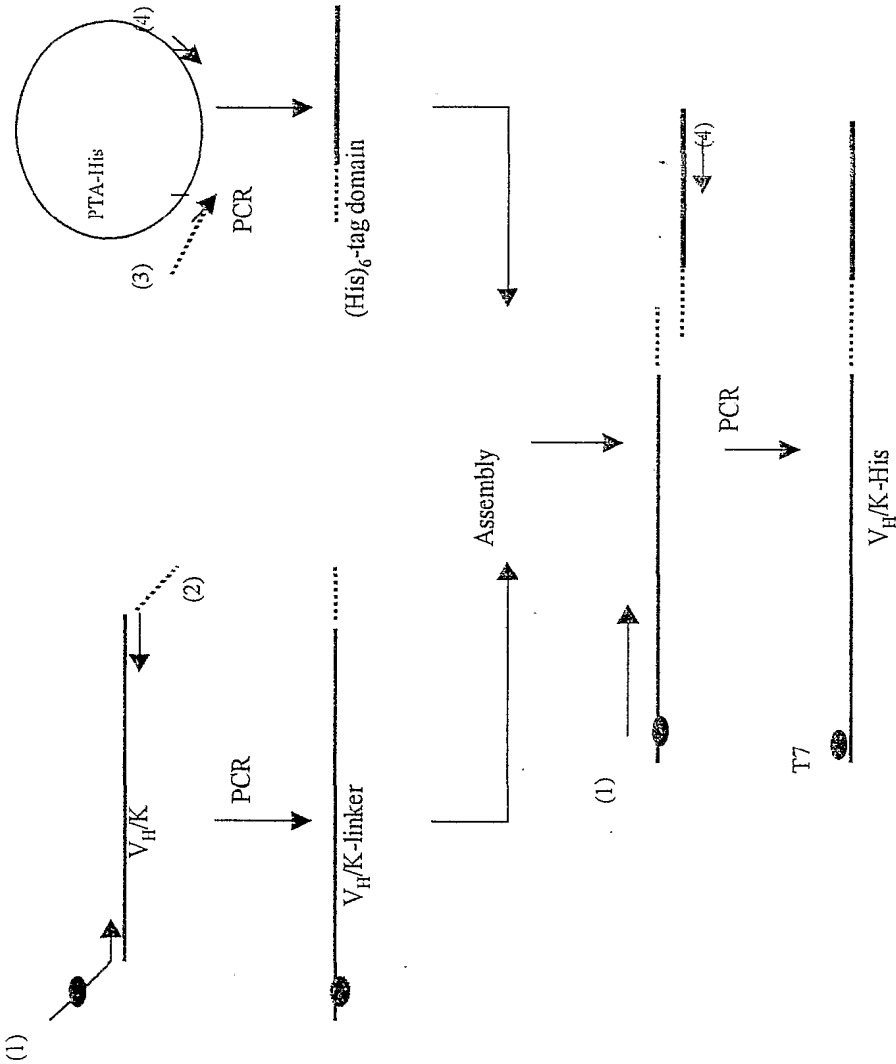 (1)
V_H/K
(2)
PCR
V_H/K-linker
PTA-His
(3)
(4)
PCR
(His)_6-tag domain
Assembly
(1)
(4)
PCR
T7
V_H/K-His